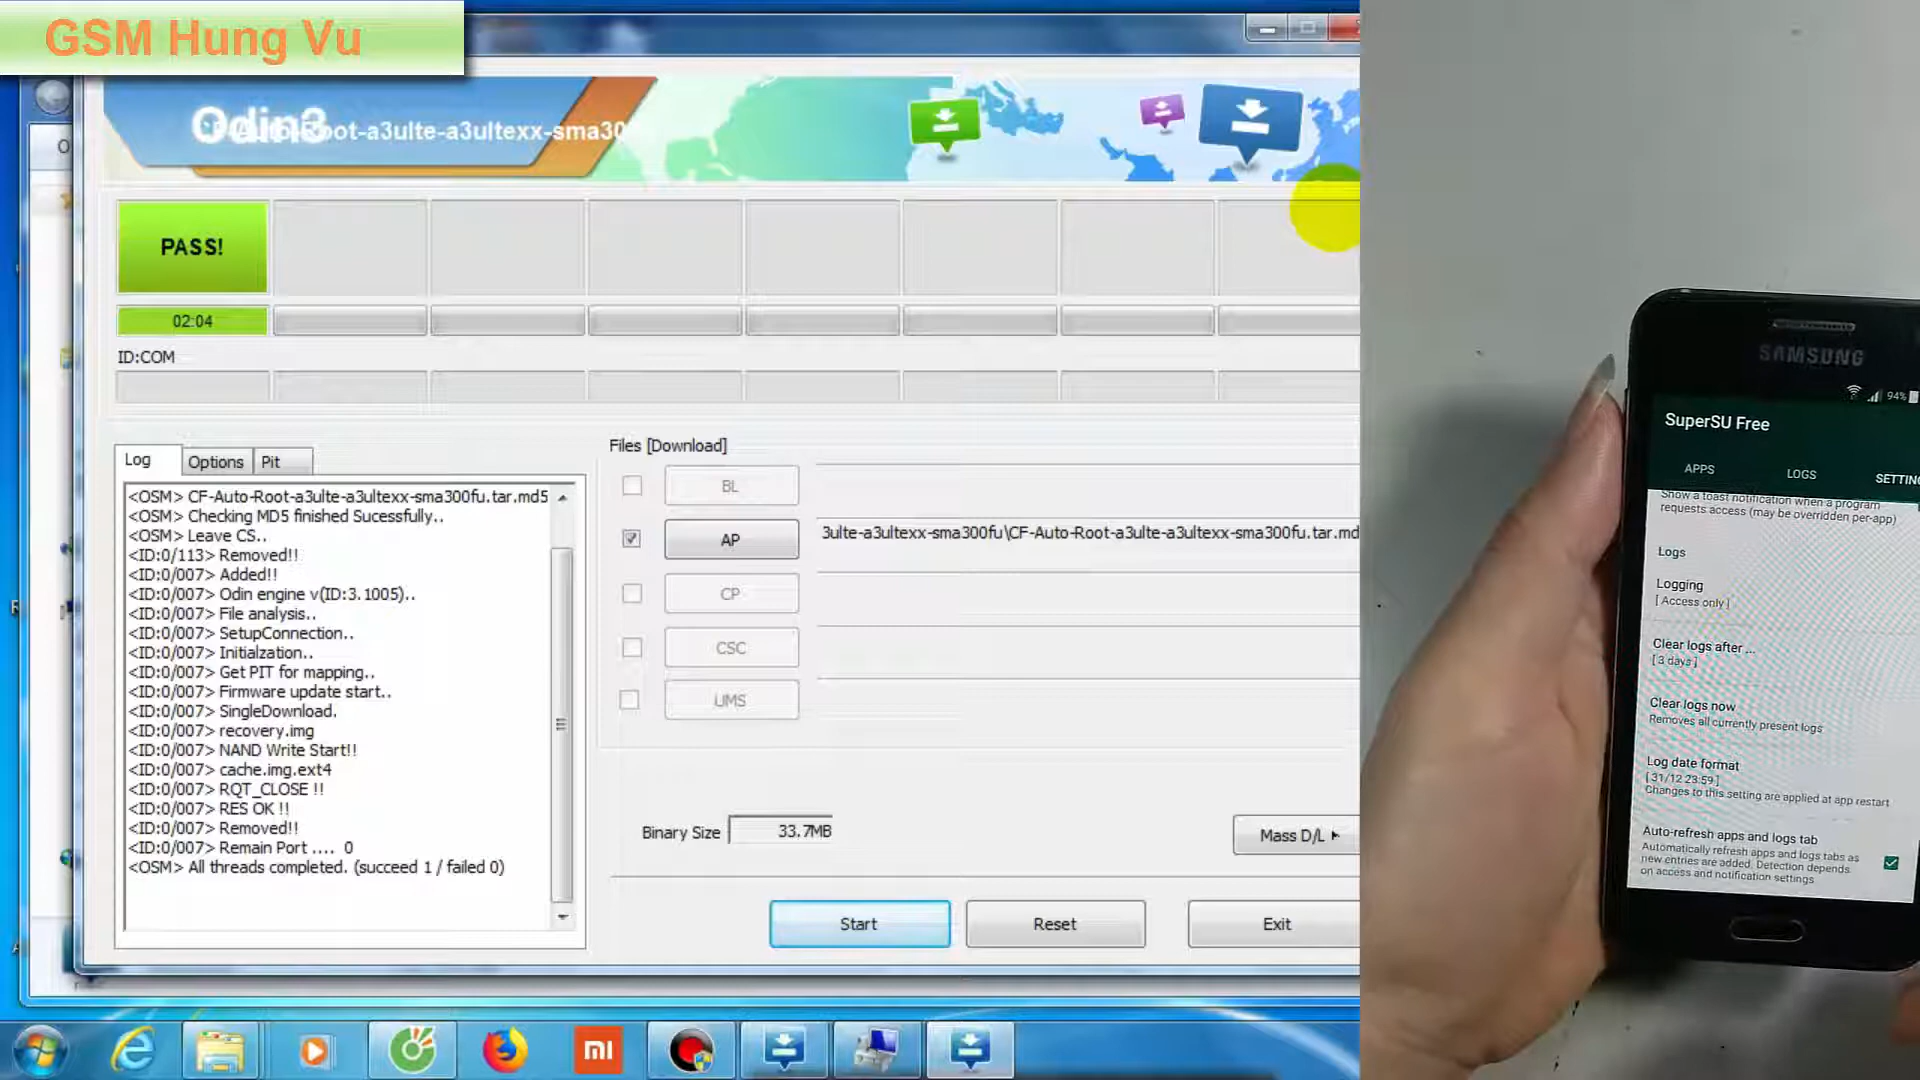 GSM Hung Vu
Odin3
CF-Auto-Root-a3ulte-a3ultexx-sma30
PASS!
02:04
ID:COM
Log
Options
Pit
<OSM> CF-Auto-Root-a3ulte-a3ultexx-sma300fu.tar.md5
<OSM> Checking MD5 finished Sucessfully..
<OSM> Leave CS..
<ID:0/113> Removed!!
<ID:0/007> Added!!
<ID:0/007> Odin engine v(ID:3.1005)..
<ID:0/007> File analysis..
<ID:0/007> SetupConnection..
<ID:0/007> Initialzation..
<ID:0/007> Get PIT for mapping..
<ID:0/007> Firmware update start..
<ID:0/007> SingleDownload.
<ID:0/007> recovery.img
<ID:0/007> NAND Write Start!!
<ID:0/007> cache.img.ext4
<ID:0/007> RQT_CLOSE !!
<ID:0/007> RES OK !!
<ID:0/007> Removed!!
<ID:0/007> Remain Port .... 0
<OSM> All threads completed. (succeed 1 / failed 0)
Files [Download]
BL
AP
3ulte-a3ultexx-sma300fu\CF-Auto-Root-a3ulte-a3ultexx-sma300fu.tar.md
CP
CSC
UMS
Binary Size
33.7MB
Mass D/L
Start
Reset
Exit
mi
SAMSUNG
94%
SuperSU Free
APPS
LOGS
SETTING
Show a toast notification when a program
requests access (may be overridden per-app)
Logs
Logging
[ Access only ]
Clear logs after ...
[ 3 days ]
Clear logs now
Removes all currently present logs
Log date format
[ 31/12 23:59 ]
Changes to this setting are applied at app restart
Auto-refresh apps and logs tab
Automatically refresh apps and logs tabs as
new entries are added. Detection depends
on access and notification settings